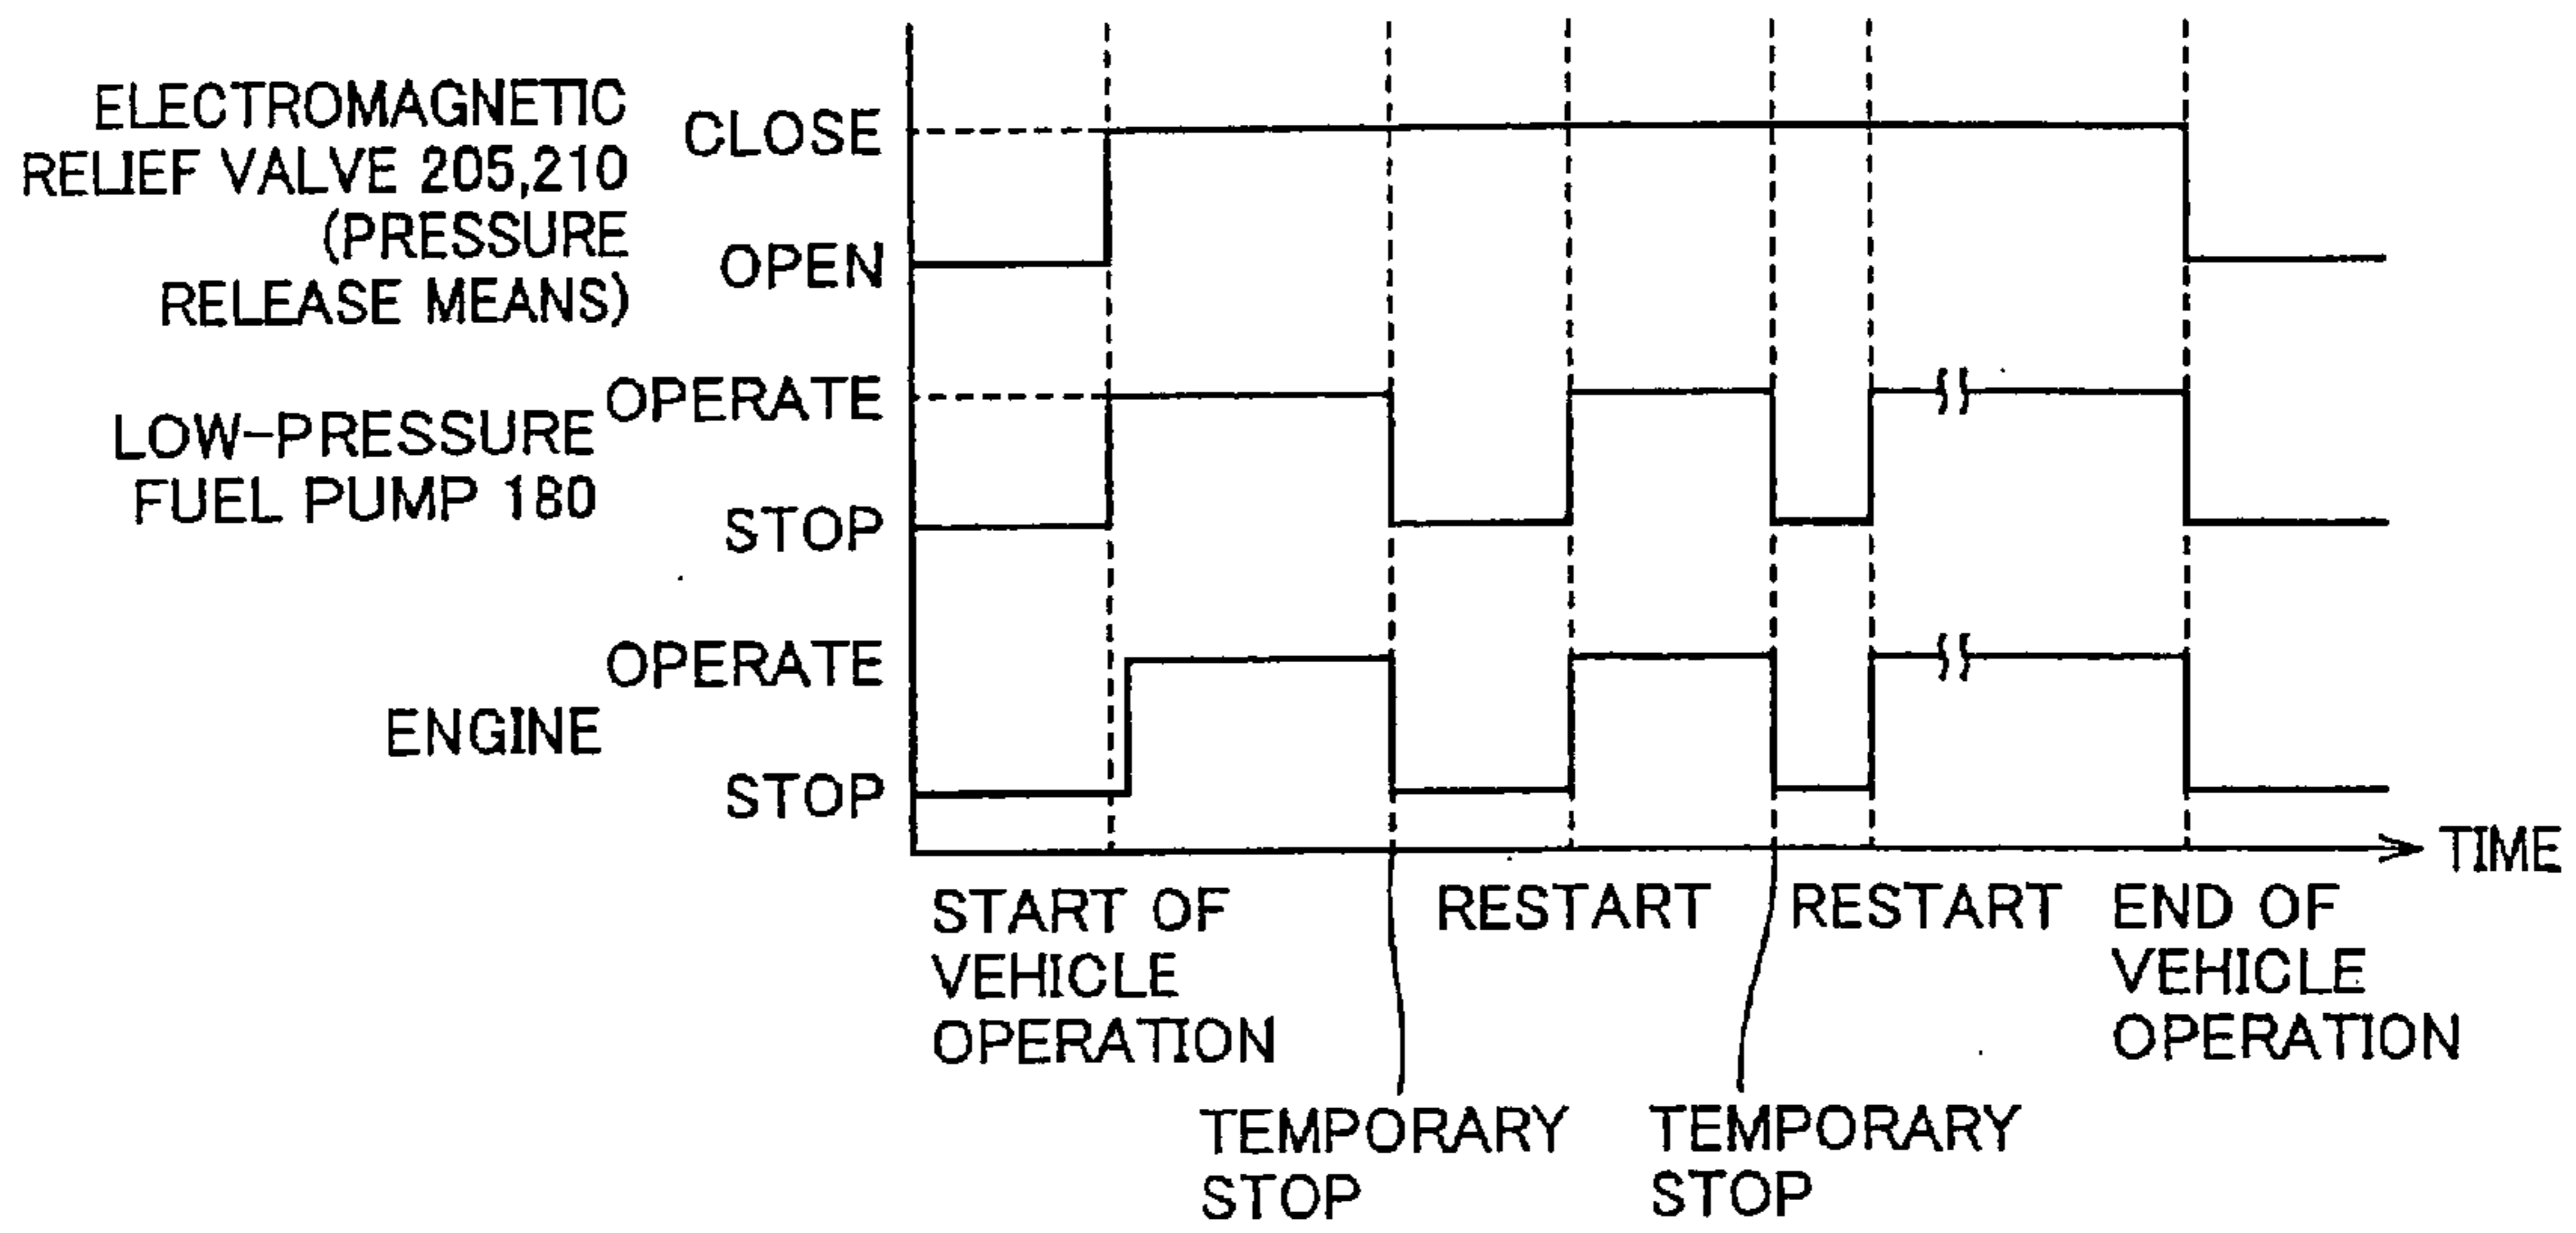 ELECTROMAGNETIC
RELIEF VALVE 205,210
(PRESSURE
RELEASE MEANS)
CLOSE
OPEN
LOW-PRESSURE
FUEL PUMP 180
OPERATE
STOP
ENGINE
OPERATE
STOP
TIME
START OF
VEHICLE
OPERATION
TEMPORARY
STOP
RESTART
TEMPORARY
STOP
RESTART
END OF
VEHICLE
OPERATION